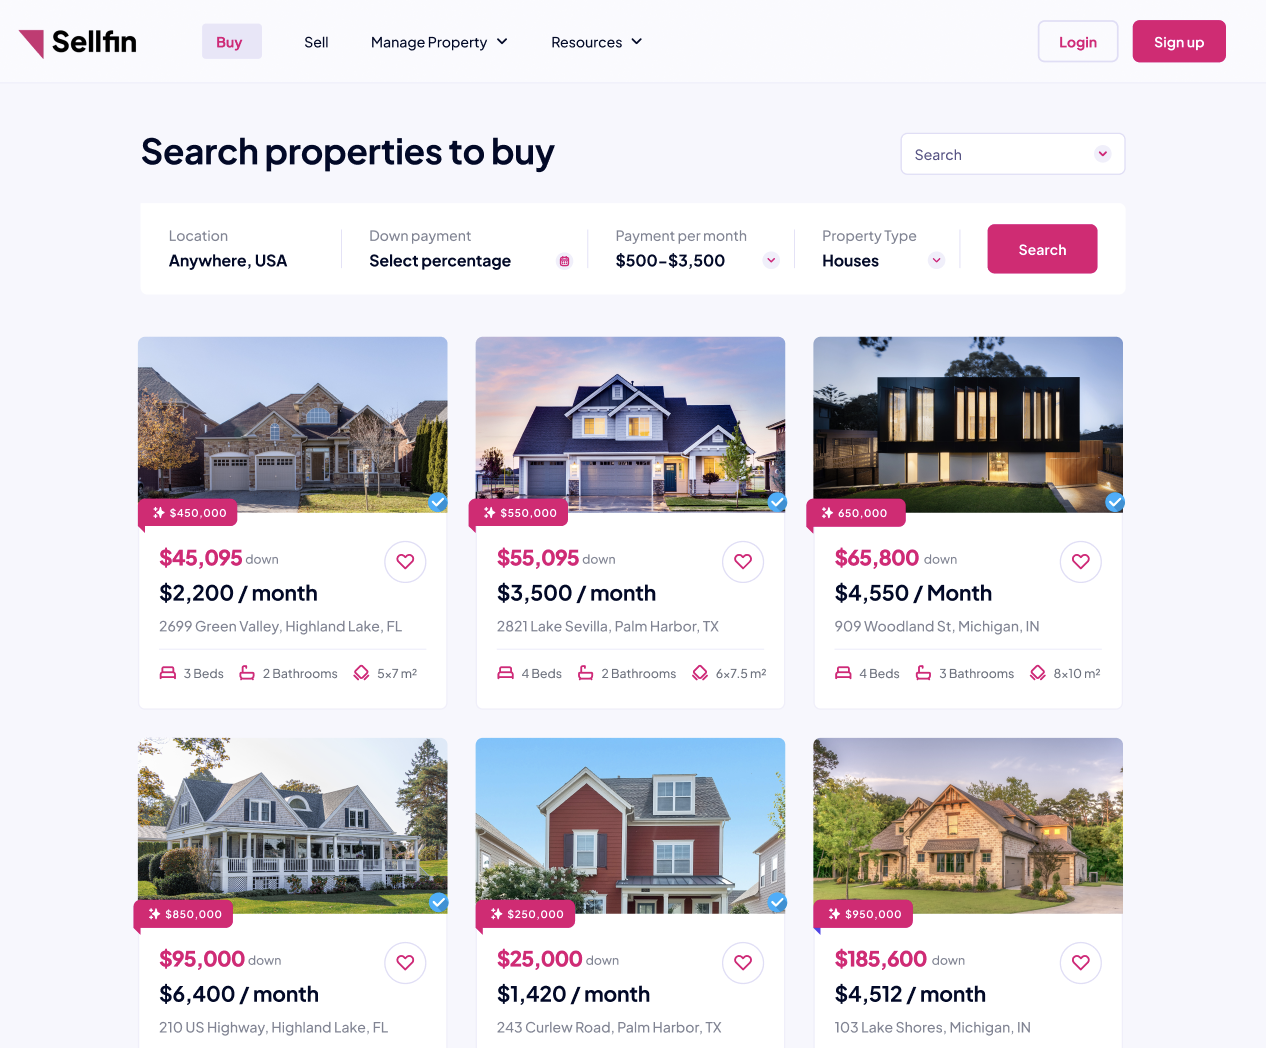 Sellfin
Buy
Sell
Manage Property
Resources
Login
Sign up
Search properties to buy
Search
Location
Anywhere, USA
Down payment
Select percentage
Payment per month
$500–$3,500
Property Type
Houses
Search
$450,000
$45,095 down
$2,200 / month
2699 Green Valley, Highland Lake, FL
3 Beds
2 Bathrooms
5x7 m²
$550,000
$55,095 down
$3,500 / month
2821 Lake Sevilla, Palm Harbor, TX
4 Beds
2 Bathrooms
6x7.5 m²
650,000
$65,800 down
$4,550 / Month
909 Woodland St, Michigan, IN
4 Beds
3 Bathrooms
8x10 m²
$850,000
$95,000 down
$6,400 / month
210 US Highway, Highland Lake, FL
$250,000
$25,000 down
$1,420 / month
243 Curlew Road, Palm Harbor, TX
$950,000
$185,600 down
$4,512 / month
103 Lake Shores, Michigan, IN